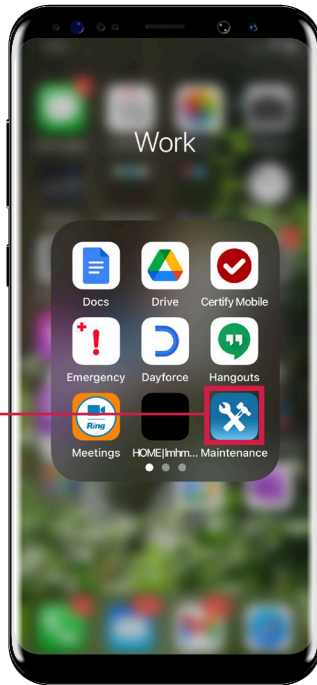 Work
Docs
Drive
Certify Mobile
Emergency
Dayforce
Hangouts
Ring
Meetings
HOME|lmhm...
Maintenance